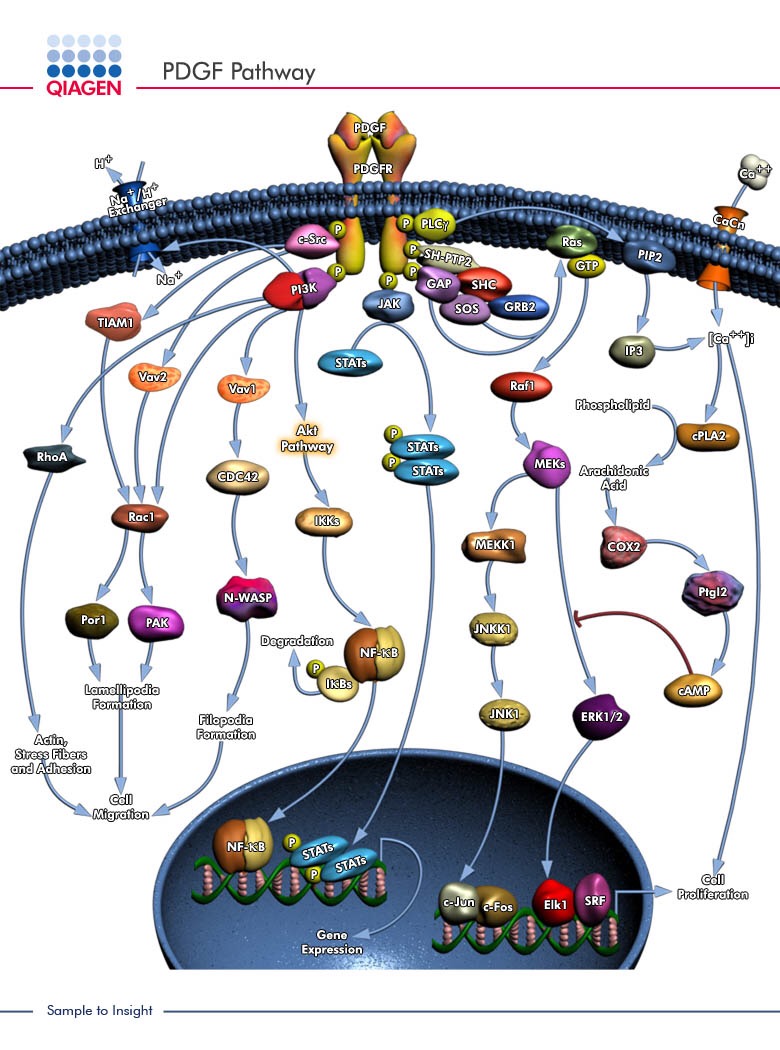 QIAGEN
PDGF Pathway
PDGF
PDGFR
H+
Na+/H+
Exchanger
Na+
Ca++
CaCn
c-Src
P
P
P
PLCγ
P
SH-PTP2
P
P
Ras
GTP
PIP2
PI3K
GAP
SHC
SOS
GRB2
JAK
TIAM1
STATs
IP3
[Ca++]i
Vav2
Vav1
Raf1
Phospholipid
cPLA2
RhoA
Akt
Pathway
P
STATs
P
STATs
MEKs
Arachidonic
Acid
CDC42
Rac1
IKKs
MEKK1
COX2
N-WASP
Ptgl2
Por1
PAK
JNKK1
Degradation
NF-κB
P
IκBs
Lamellipodia
Formation
cAMP
Filopodia
Formation
JNK1
ERK1/2
Actin,
Stress Fibers
and Adhesion
Cell
Migration
NF-κB
P
STATs
P
STATs
c-Jun
c-Fos
Elk1
SRF
Cell
Proliferation
Gene
Expression
Sample to Insight